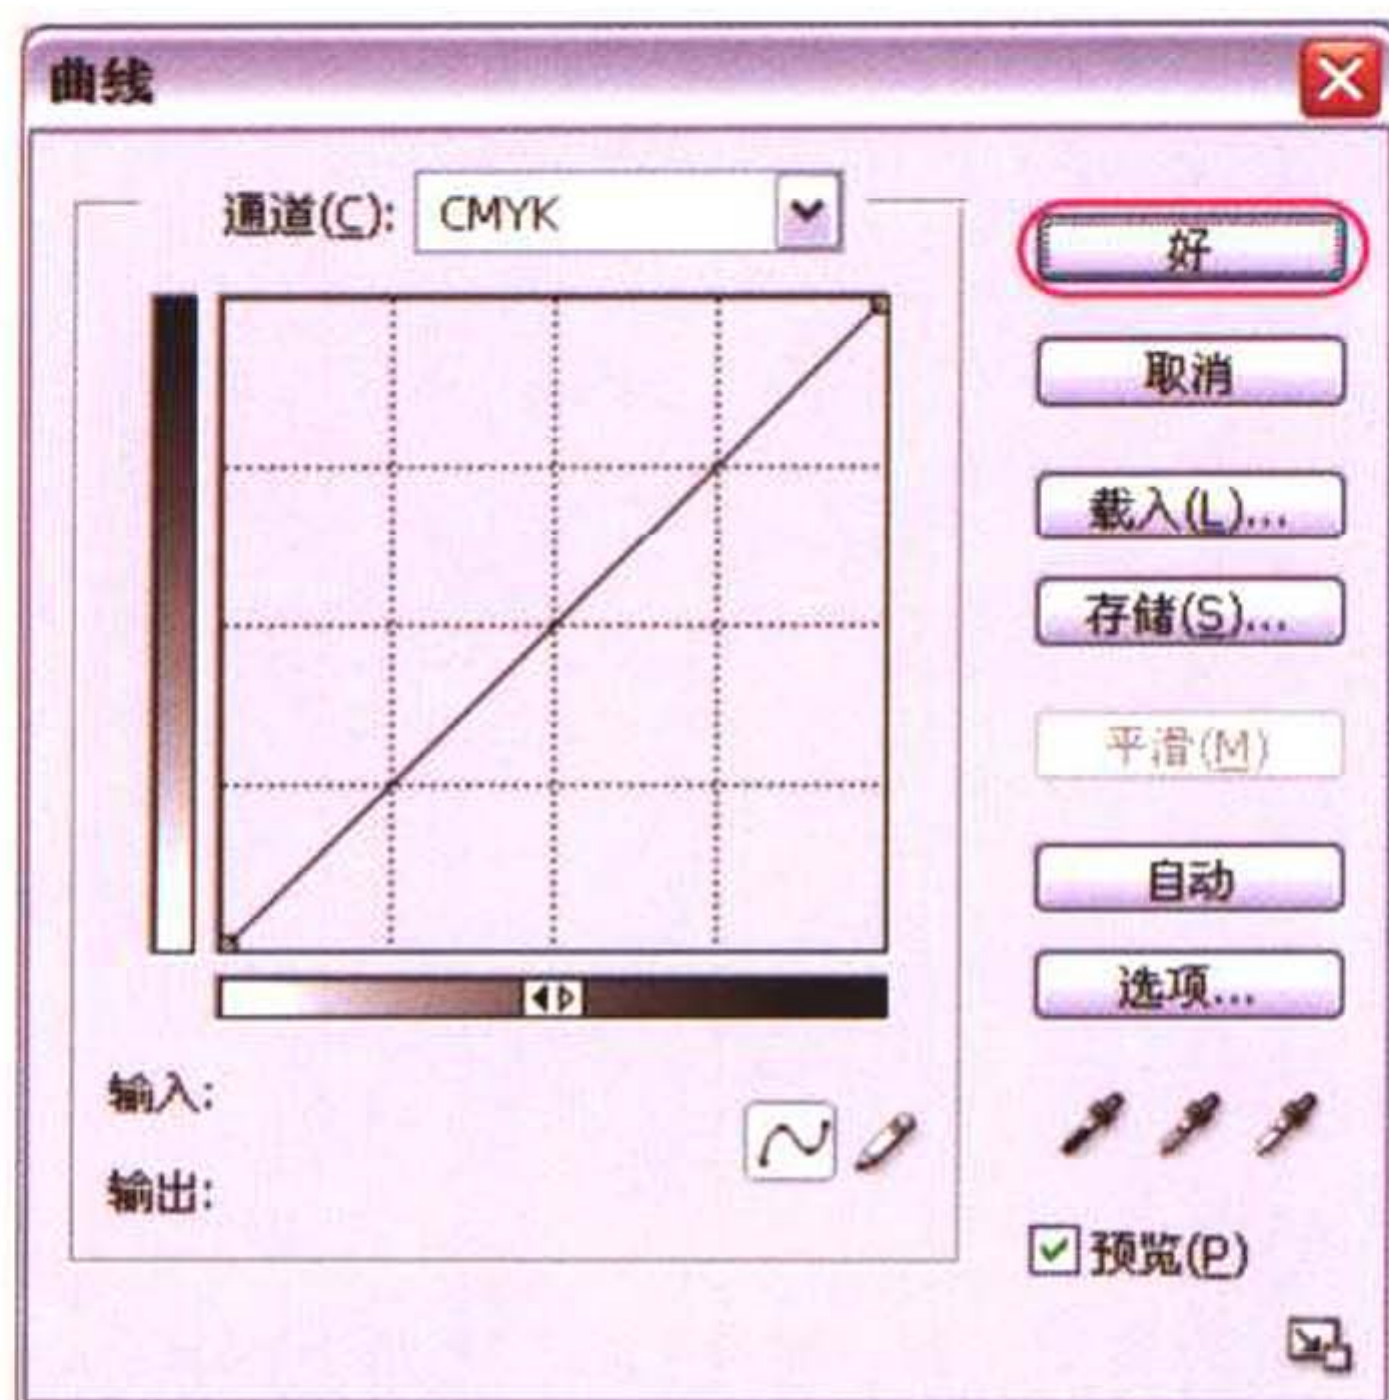 曲线
通道(C): CMYK
好
取消
载入(L)...
存储(S)...
平滑(M)
自动
选项...
输入:
输出:
预览(P)